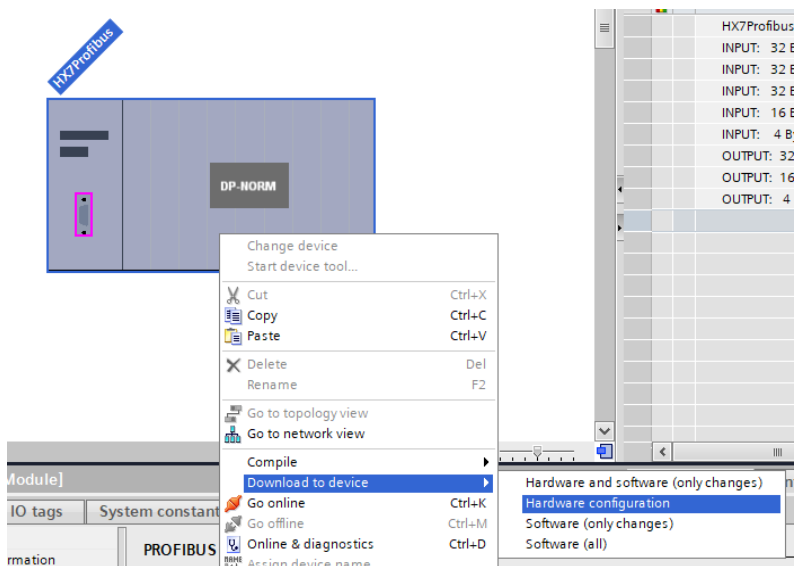 HX7Profibus
DP-NORM
HX7Profibus
INPUT: 32
INPUT: 32
INPUT: 32
INPUT: 16
INPUT: 4
OUTPUT: 32
OUTPUT: 16
OUTPUT: 4
Change device
Start device tool...
Cut Ctrl+X
Copy Ctrl+C
Paste Ctrl+V
Delete Del
Rename F2
Go to topology view
Go to network view
Compile
Download to device
Go online Ctrl+K
Go offline Ctrl+M
Online & diagnostics Ctrl+D
Assign device name
Hardware and software (only changes)
Hardware configuration
Software (only changes)
Software (all)
Module]
IO tags
System constant
PROFIBUS
rmation